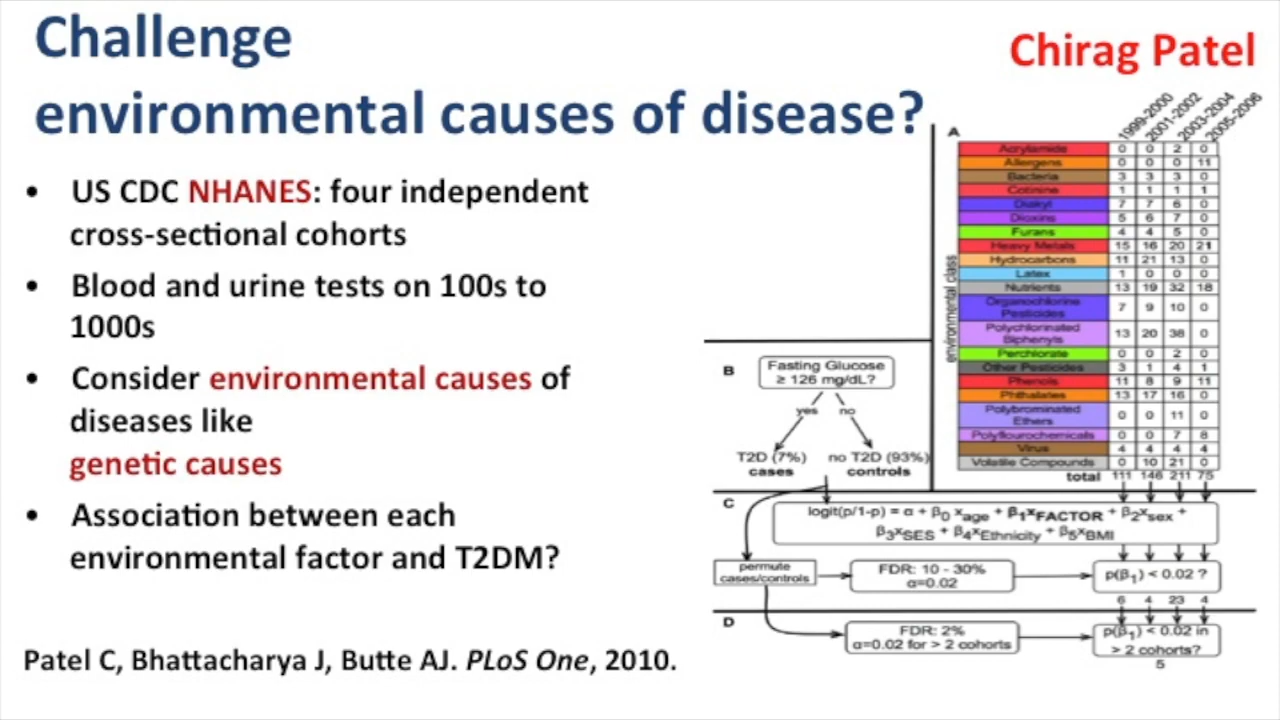 Challenge
environmental causes of disease?
Chirag Patel
• US CDC NHANES: four independent
cross-sectional cohorts
• Blood and urine tests on 100s to
1000s
• Consider environmental causes of
diseases like
genetic causes
• Association between each
environmental factor and T2DM?
Patel C, Bhattacharya J, Butte AJ. PLoS One, 2010.
A
1999-2000 2001-2002 2003-2004 2005-2006
environmental class
Acrylamide 0 0 2 0
Allergens 0 0 0 11
Bacteria 3 3 3 0
Cotinine 1 1 1 1
Diakyl 7 7 6 0
Dioxins 5 6 7 0
Furans 4 4 5 0
Heavy Metals 15 16 20 21
Hydrocarbons 11 21 13 0
Latex 1 0 0 0
Nutrients 13 19 32 18
Organochlorine
Pesticides 7 9 10 0
Polychlorinated
Biphenyls 13 20 38 0
Perchlorate 0 0 2 0
Other Pesticides 3 1 4 1
Phenols 11 8 9 11
Phthalates 13 17 16 0
Polybrominated
Ethers 0 0 11 0
Polyflourochemicals 0 0 7 8
Virus 4 4 4 4
Volatile Compounds 0 10 21 0
total 111 146 211 75
B
Fasting Glucose
≥ 126 mg/dL?
yes no
T2D (7%) no T2D (93%)
cases controls
C
logit(p/1-p) = α + β0 xage + β1xFACTOR + β2xsex +
β3xSES + β4xEthnicity + β5xBMI
permute
cases/controls
FDR: 10 - 30%
α=0.02
p(β1) < 0.02 ?
6 4 23 4
D
FDR: 2%
α=0.02 for > 2 cohorts
p(β1) < 0.02 in
> 2 cohorts?
5